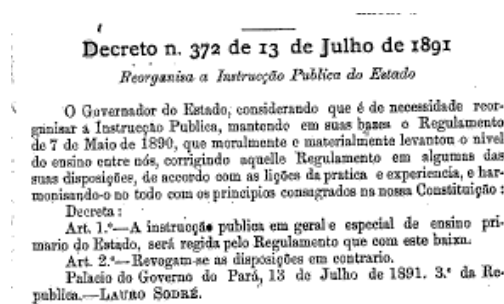 Decreto n. 372 de 13 de Julho de 1891
Reorganisa a Instrucção Publica do Estado
O Governador do Estado, considerando que é de necessidade reor-
ganisar a Instrucção Publica, mantendo em suas bases o Regulamento
de 7 de Maio de 1890, que moralmente e materialmente levantou o nivel
do ensino entre nós, corrigindo aquelle Regulamento em algumas das
suas disposições, de accordo com as lições da pratica e experiencia, e har-
monisando-o no todo com os principios consagrados na nossa Constituição :
Decreta :
Art. 1.º—A instrucção publica em geral e especial de ensino pri-
mario do Estado, será regida pelo Regulamento que com este baixa.
Art. 2.º—Revogam-se as disposições em contrario.
Palacio do Governo do Pará, 13 de Julho de 1891. 3.º da Re-
publica.—LAURO SODRÉ.